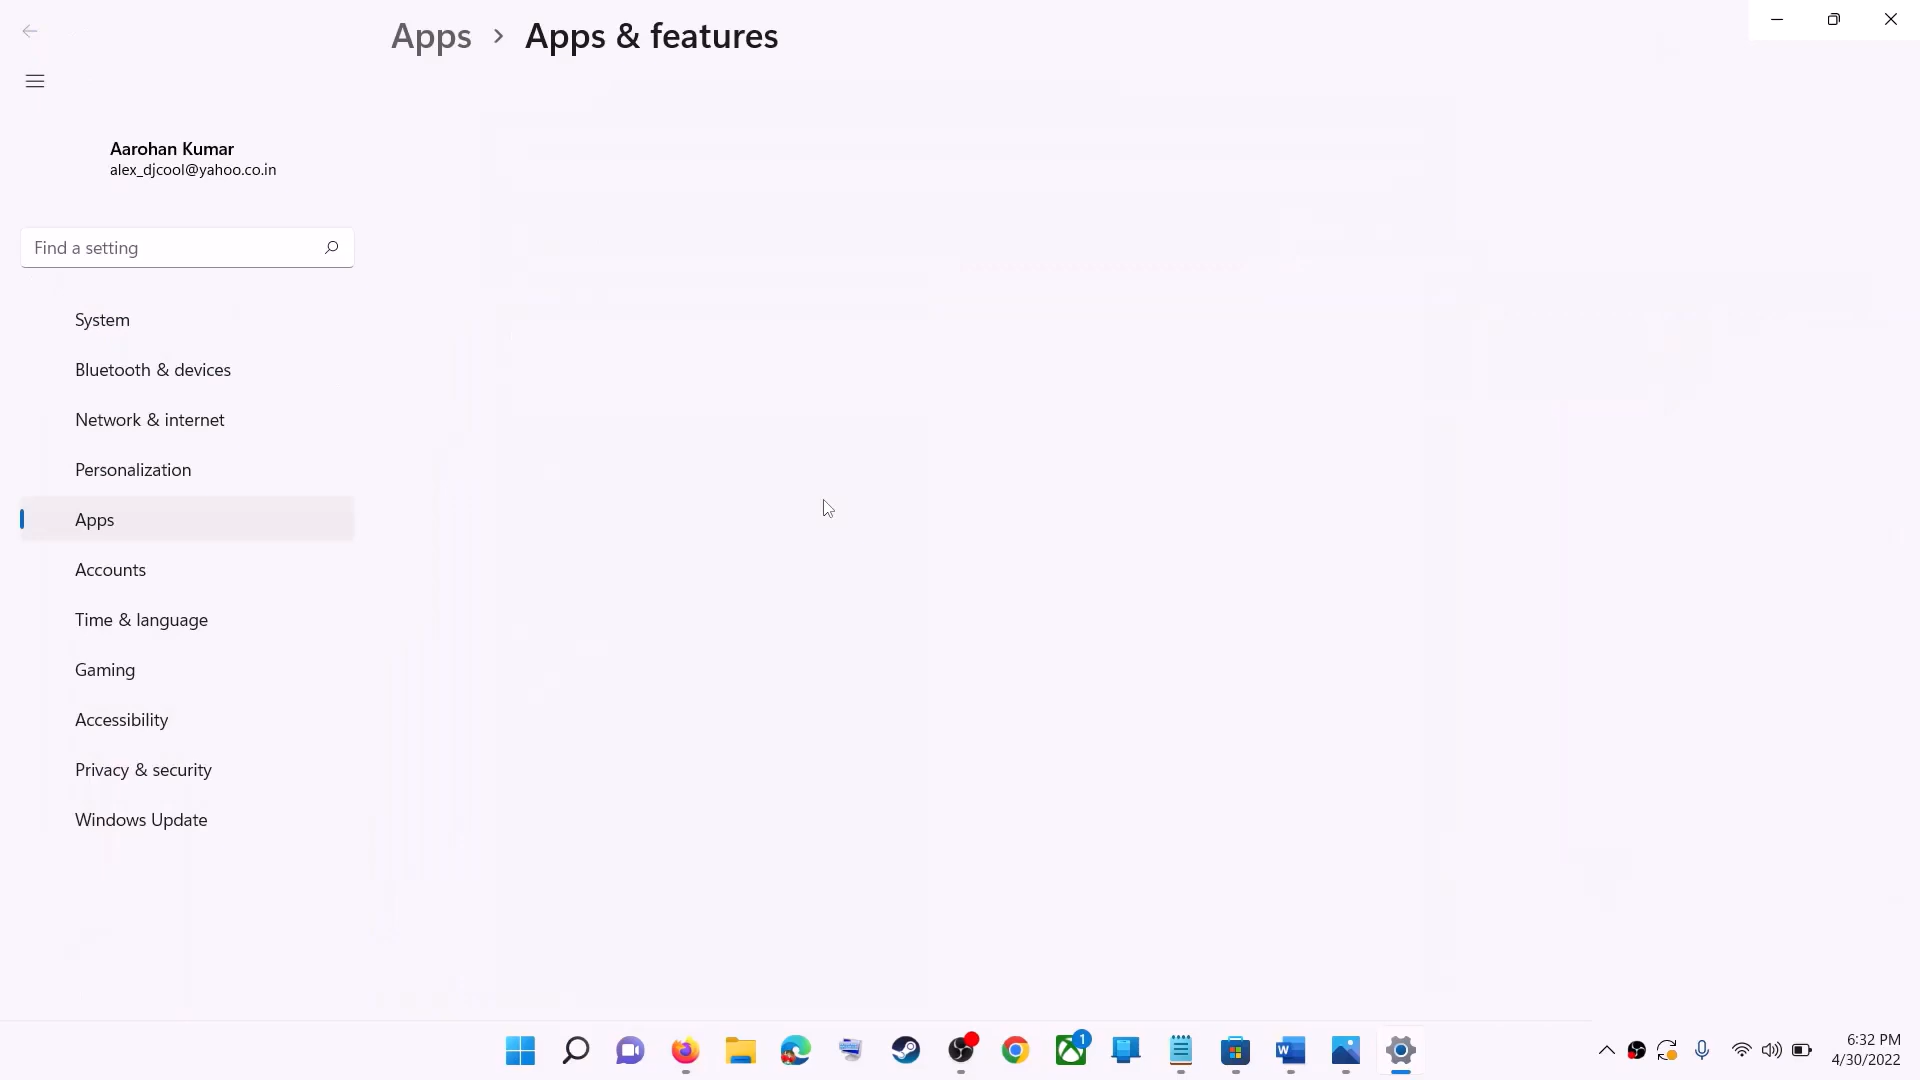 Apps > Apps & features
Aarohan Kumar
alex_djcool@yahoo.co.in
Find a setting
System
Bluetooth & devices
Network & internet
Personalization
Apps
Accounts
Time & language
Gaming
Accessibility
Privacy & security
Windows Update
1
W
6:32 PM
4/30/2022